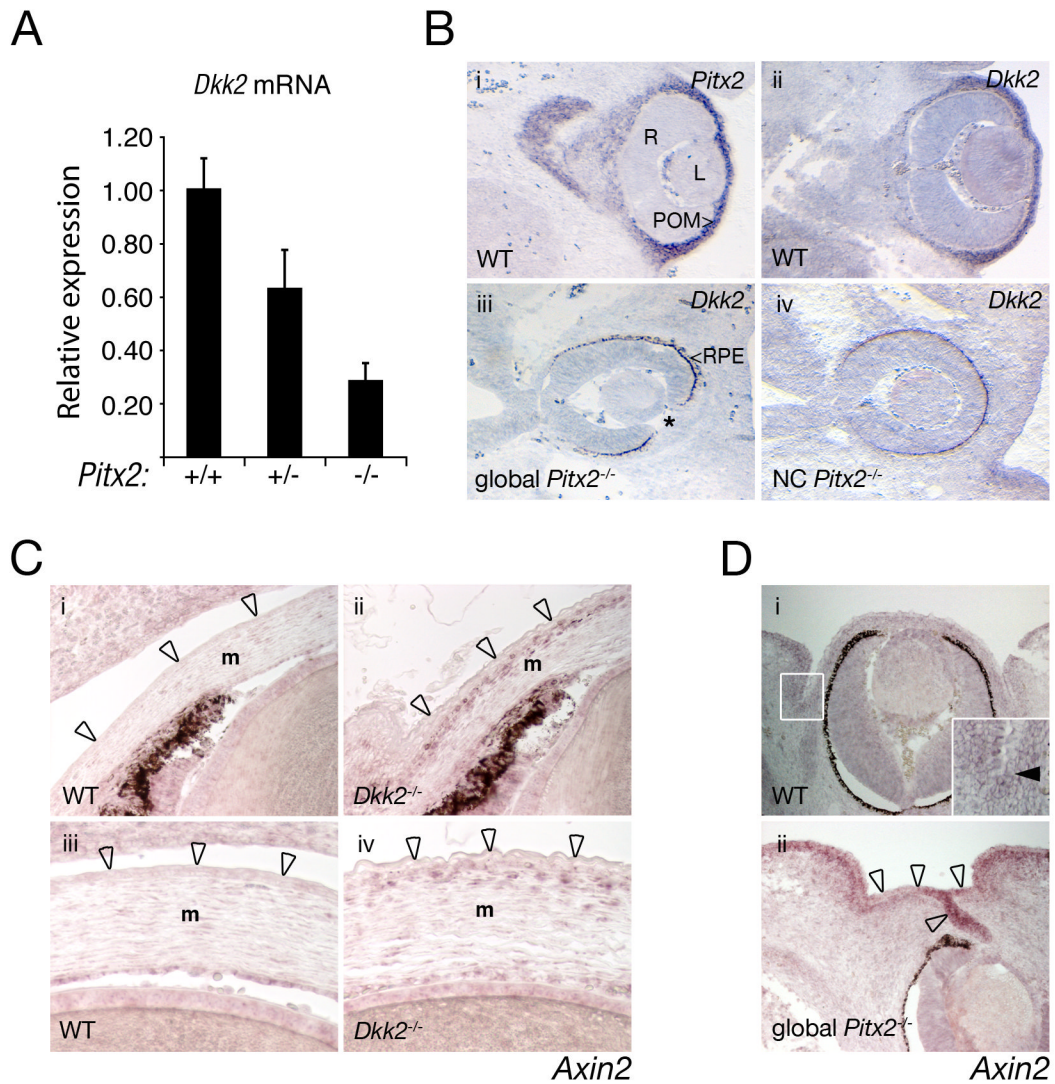 A
Dkk2 mRNA
Relative expression
1.20
1.00
0.80
0.60
0.40
0.20
Pitx2: +/+ +/- -/-
B
i Pitx2
R
L
POM>
WT
ii Dkk2
WT
iii Dkk2
<RPE
*
global Pitx2-/-
iv Dkk2
NC Pitx2-/-
C
i
m
WT
ii
m
Dkk2-/-
iii
m
WT
iv
m
Dkk2-/-
Axin2
D
i
WT
ii
global Pitx2-/-
Axin2